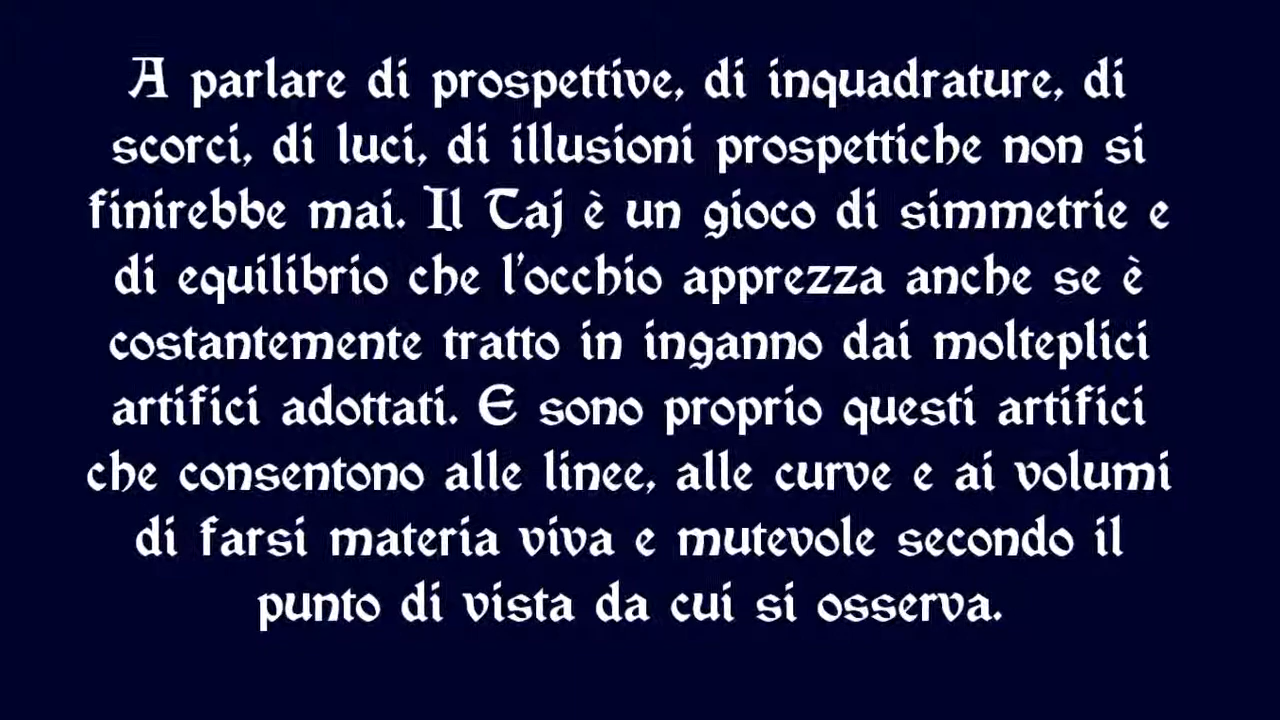 A parlare di prospettive, di inquadrature, di
scorci, di luci, di illusioni prospettiche non si
finirebbe mai. Il Taj è un gioco di simmetrie e
di equilibrio che l'occhio apprezza anche se è
costantemente tratto in inganno dai molteplici
artifici adottati. E sono proprio questi artifici
che consentono alle linee, alle curve e ai volumi
di farsi materia viva e mutevole secondo il
punto di vista da cui si osserva.